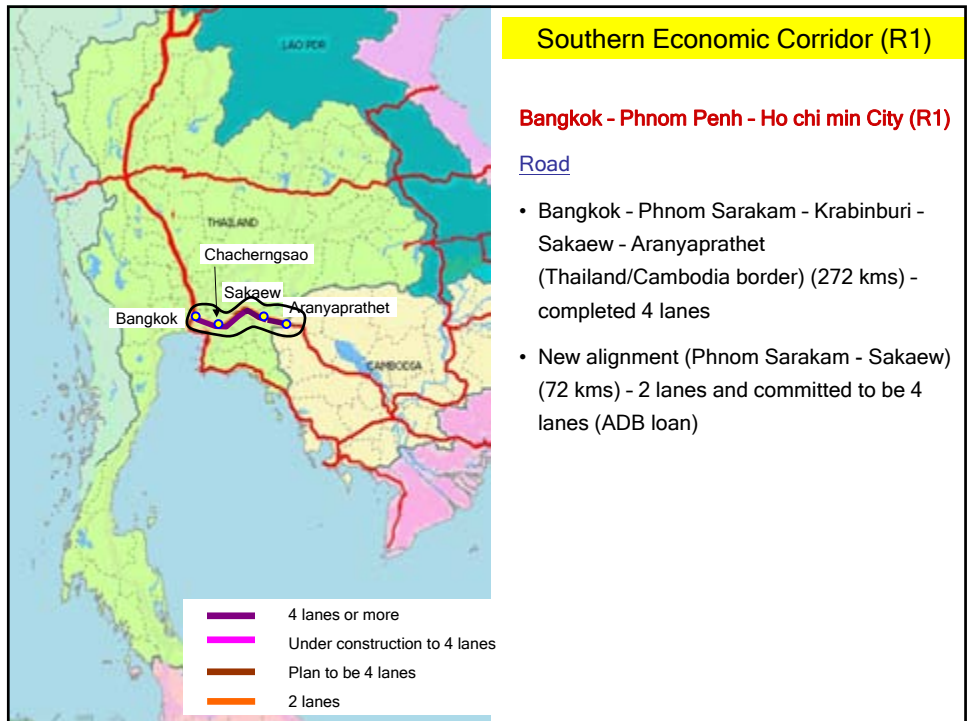 Southern Economic Corridor (R1)
Bangkok - Phnom Penh - Ho chi min City (R1)
Road
• Bangkok - Phnom Sarakam - Krabinburi -
Sakaew - Aranyaprathet
(Thailand/Cambodia border) (272 kms) -
completed 4 lanes
• New alignment (Phnom Sarakam - Sakaew)
(72 kms) - 2 lanes and committed to be 4
lanes (ADB loan)
LAO PDR
THAILAND
Chacherngsao
Sakaew
Aranyaprathet
Bangkok
CAMBODIA
4 lanes or more
Under construction to 4 lanes
Plan to be 4 lanes
2 lanes